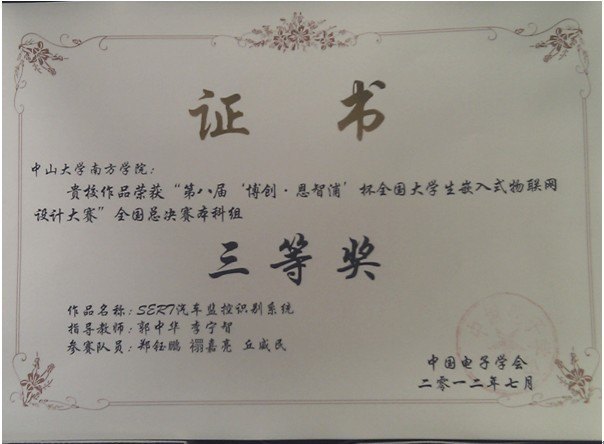 证 书
中山大学南方学院：
贵校作品荣获“第八届‘博创·恩智浦’杯全国大学生嵌入式物联网
设计大赛”全国总决赛本科组
三等奖
作品名称：SERT汽车监控识别系统
指导教师：郭中华 李宁智
参赛队员：郑钰鹏 禤嘉亮 丘威民
中国电子学会
二零一二年七月